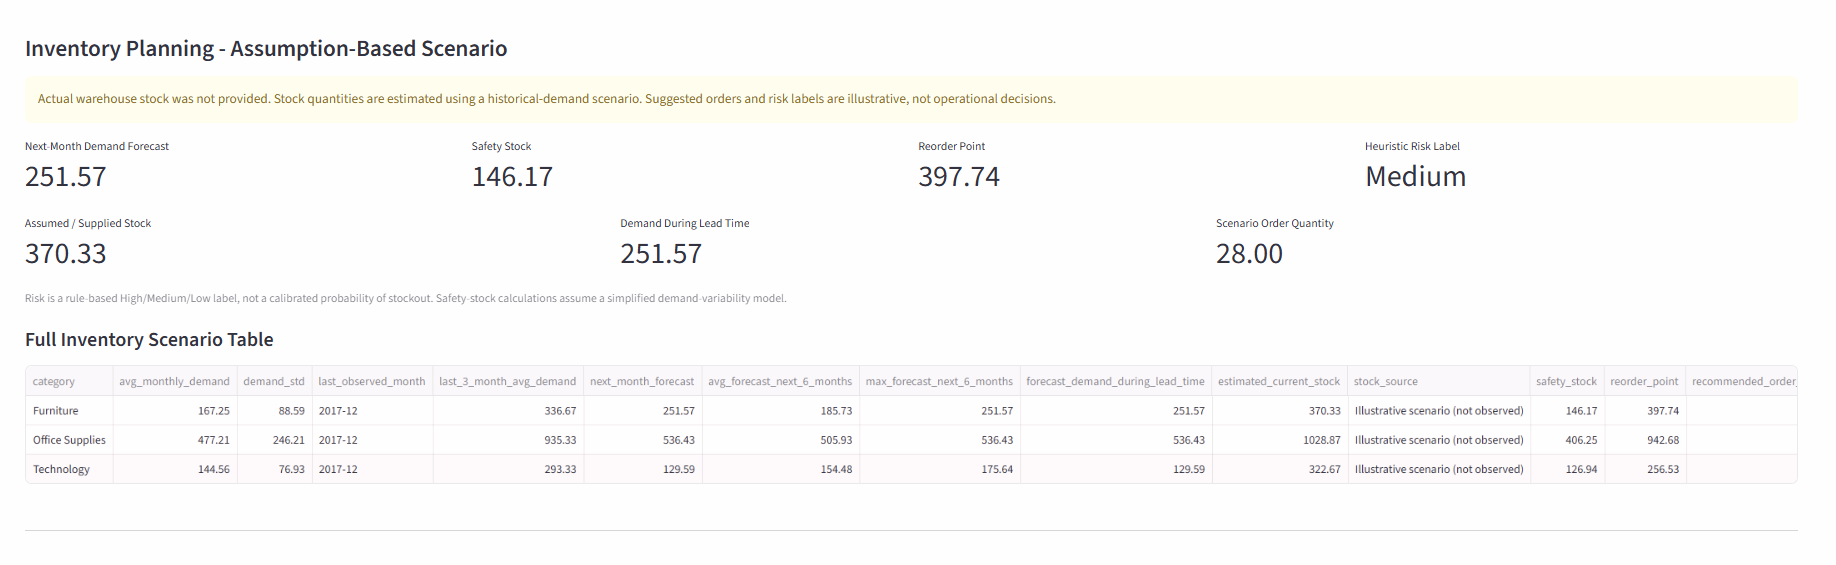 Inventory Planning - Assumption-Based Scenario
Actual warehouse stock was not provided. Stock quantities are estimated using a historical-demand scenario. Suggested orders and risk labels are illustrative, not operational decisions.
Next-Month Demand Forecast Safety Stock Reorder Point Heuristic Risk Label
251.57 146.17 397.74 Medium
Assumed / Supplied Stock Demand During Lead Time Scenario Order Quantity
370.33 251.57 28.00
Risk is a rule-based High/Medium/Low label, not a calibrated probability of stockout. Safety-stock calculations assume a simplified demand-variability model.
Full Inventory Scenario Table
category avg_monthly_demand demand_std last_observed_month last_3_month_avg_demand next_month_forecast avg_forecast_next_6_months max_forecast_next_6_months forecast_demand_during_lead_time estimated_current_stock stock_source safety_stock reorder_point recommended_order_
Furniture 167.25 88.59 2017-12 336.67 251.57 185.73 251.57 251.57 370.33 Illustrative scenario (not observed) 146.17 397.74
Office Supplies 477.21 246.21 2017-12 935.33 536.43 505.93 536.43 536.43 1028.87 Illustrative scenario (not observed) 406.25 942.68
Technology 144.56 76.93 2017-12 293.33 129.59 154.48 175.64 129.59 322.67 Illustrative scenario (not observed) 126.94 256.53